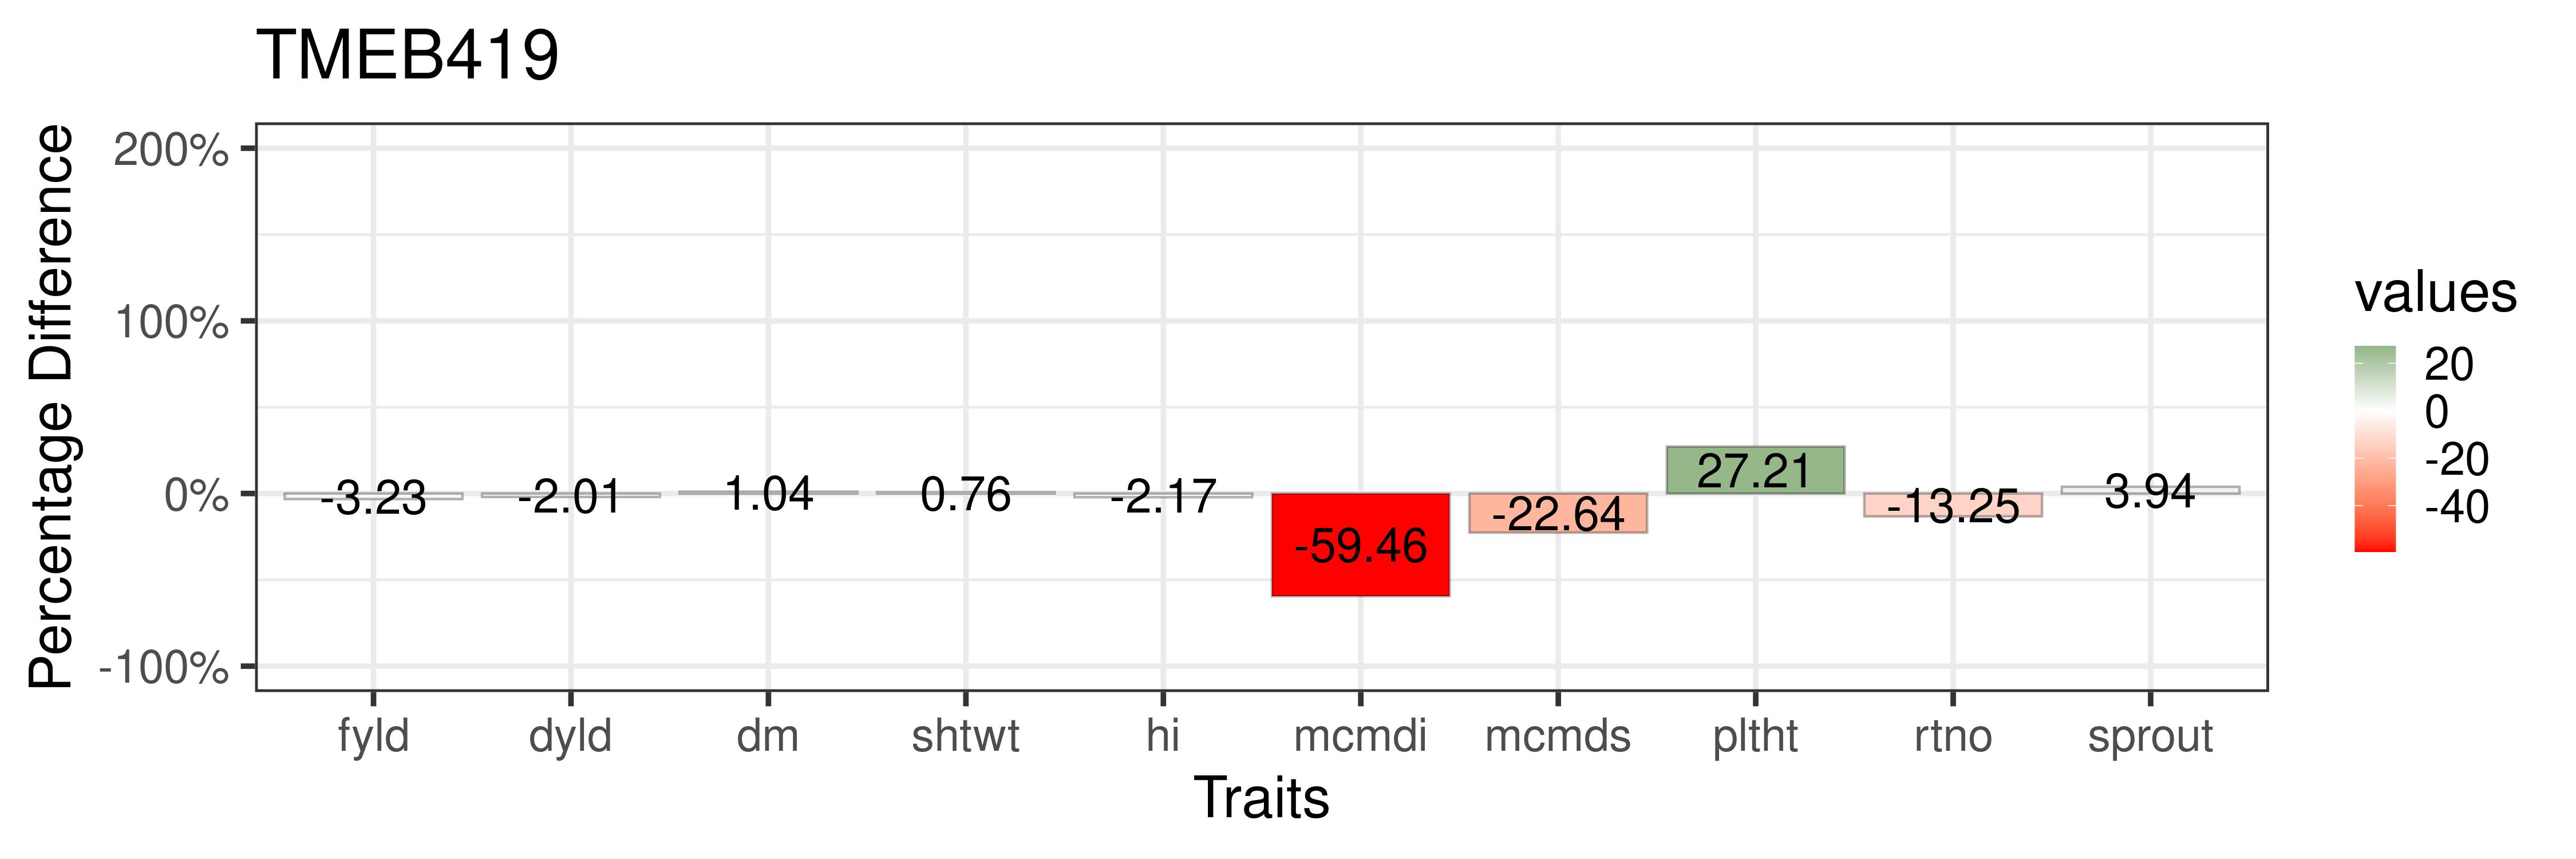 TMEB419
Percentage Difference
200%
100%
0%
-100%
-3.23
-2.01
1.04
0.76
-2.17
-59.46
-22.64
27.21
-13.25
3.94
fyld
dyld
dm
shtwt
hi
mcmdi
mcmds
pltht
rtno
sprout
Traits
values
20
0
-20
-40